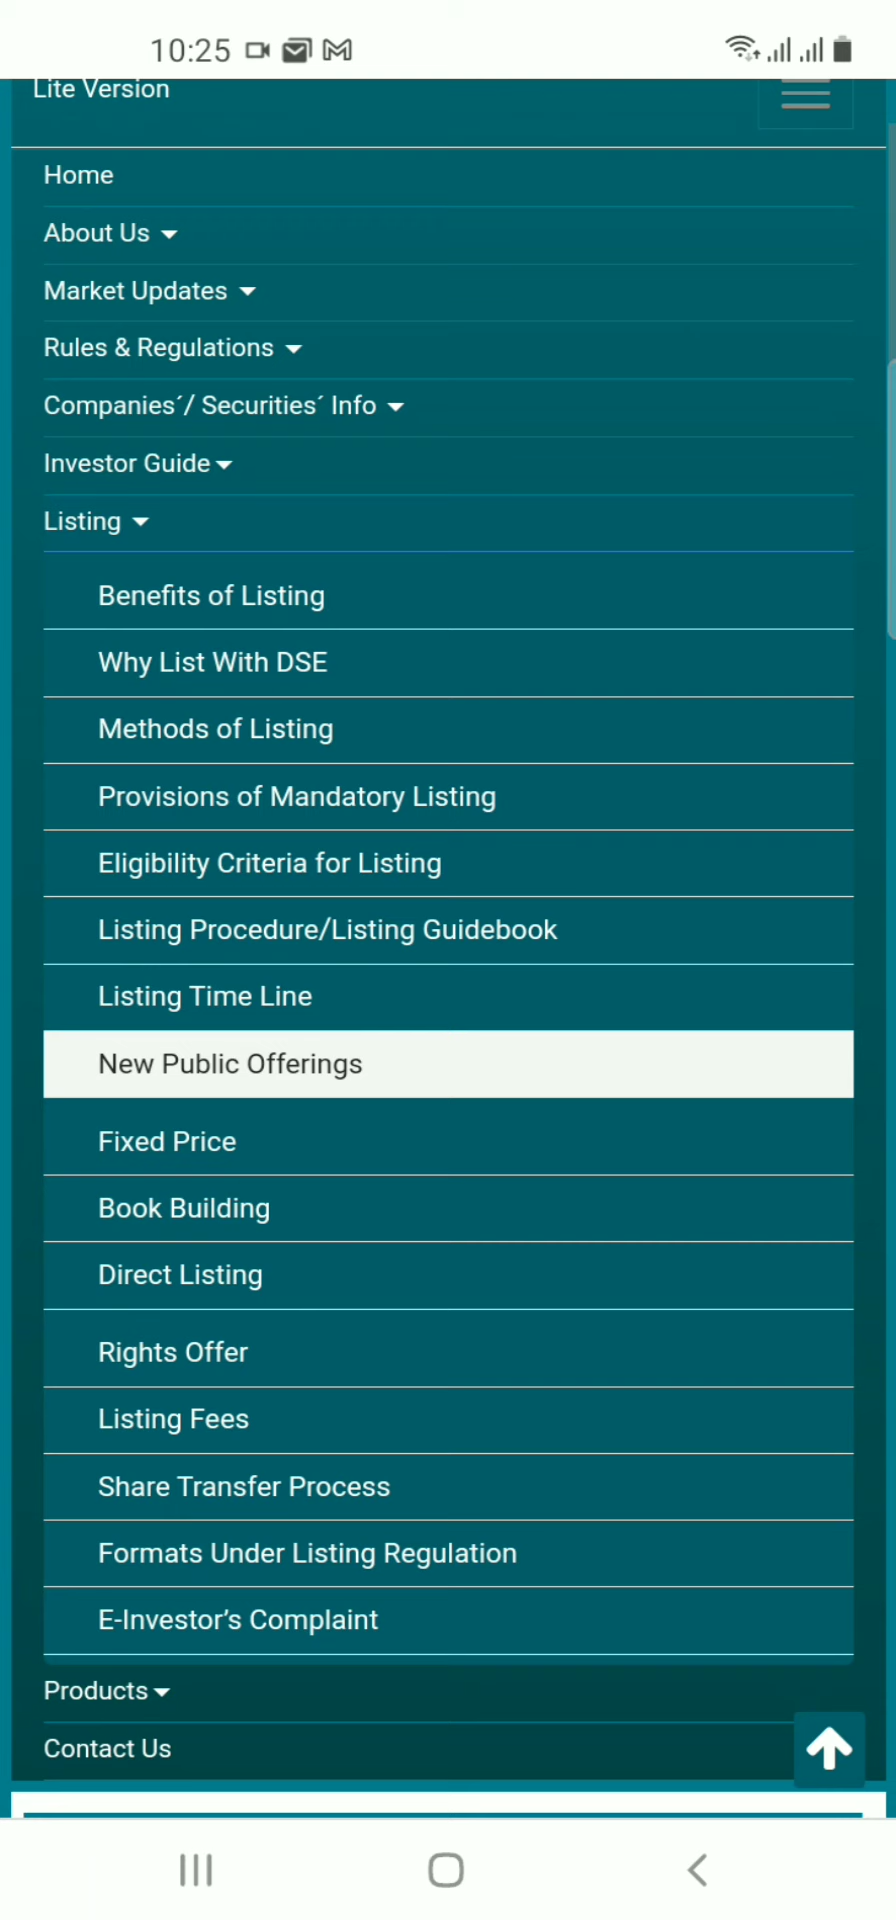 10:25
Lite Version
Home
About Us
Market Updates
Rules & Regulations
Companies´/ Securities´ Info
Investor Guide
Listing
Benefits of Listing
Why List With DSE
Methods of Listing
Provisions of Mandatory Listing
Eligibility Criteria for Listing
Listing Procedure/Listing Guidebook
Listing Time Line
New Public Offerings
Fixed Price
Book Building
Direct Listing
Rights Offer
Listing Fees
Share Transfer Process
Formats Under Listing Regulation
E-Investor’s Complaint
Products
Contact Us